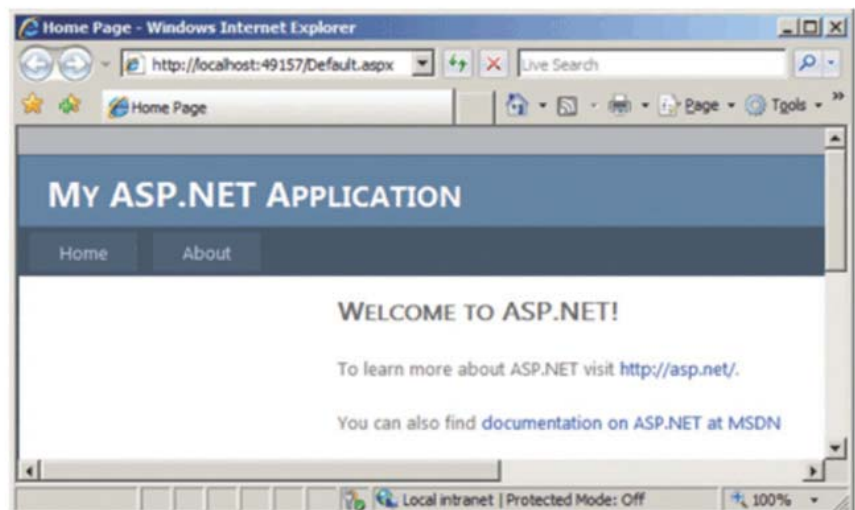 Home Page - Windows Internet Explorer
http://localhost:49157/Default.aspx
Live Search
Home Page
Page
Tools
»
MY ASP.NET APPLICATION
Home
About
WELCOME TO ASP.NET!
To learn more about ASP.NET visit http://asp.net/.
You can also find documentation on ASP.NET at MSDN
Local intranet | Protected Mode: Off
100%